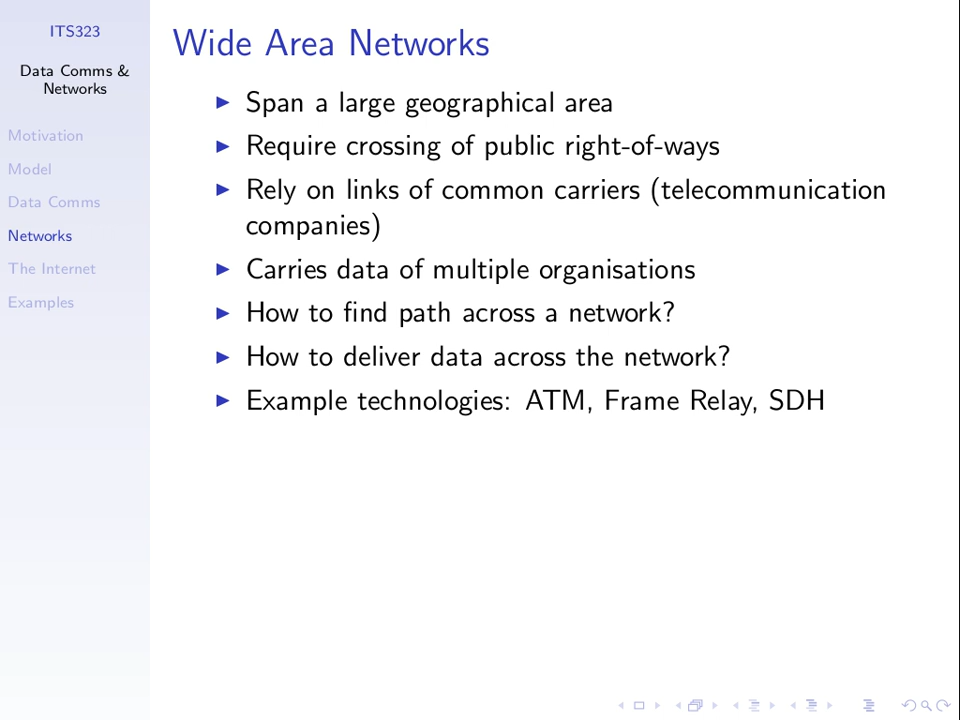 ITS323
Data Comms &
Networks
Motivation
Model
Data Comms
Networks
The Internet
Examples
Wide Area Networks
Span a large geographical area
Require crossing of public right-of-ways
Rely on links of common carriers (telecommunication
companies)
Carries data of multiple organisations
How to find path across a network?
How to deliver data across the network?
Example technologies: ATM, Frame Relay, SDH